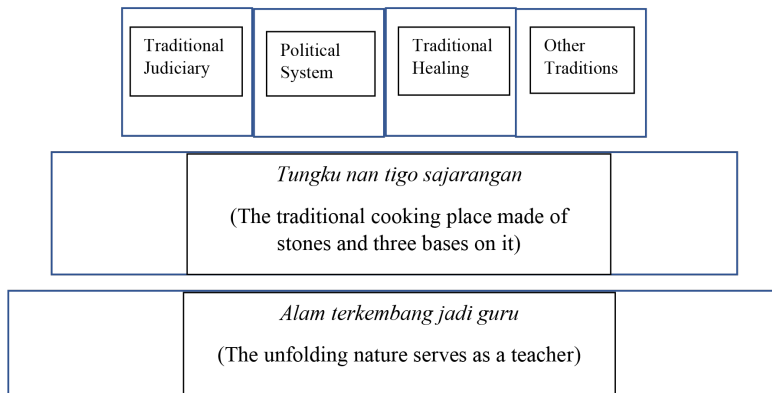 Traditional
Judiciary
Political
System
Traditional
Healing
Other
Traditions
Tungku nan tigo sajarangan
(The traditional cooking place made of
stones and three bases on it)
Alam terkembang jadi guru
(The unfolding nature serves as a teacher)